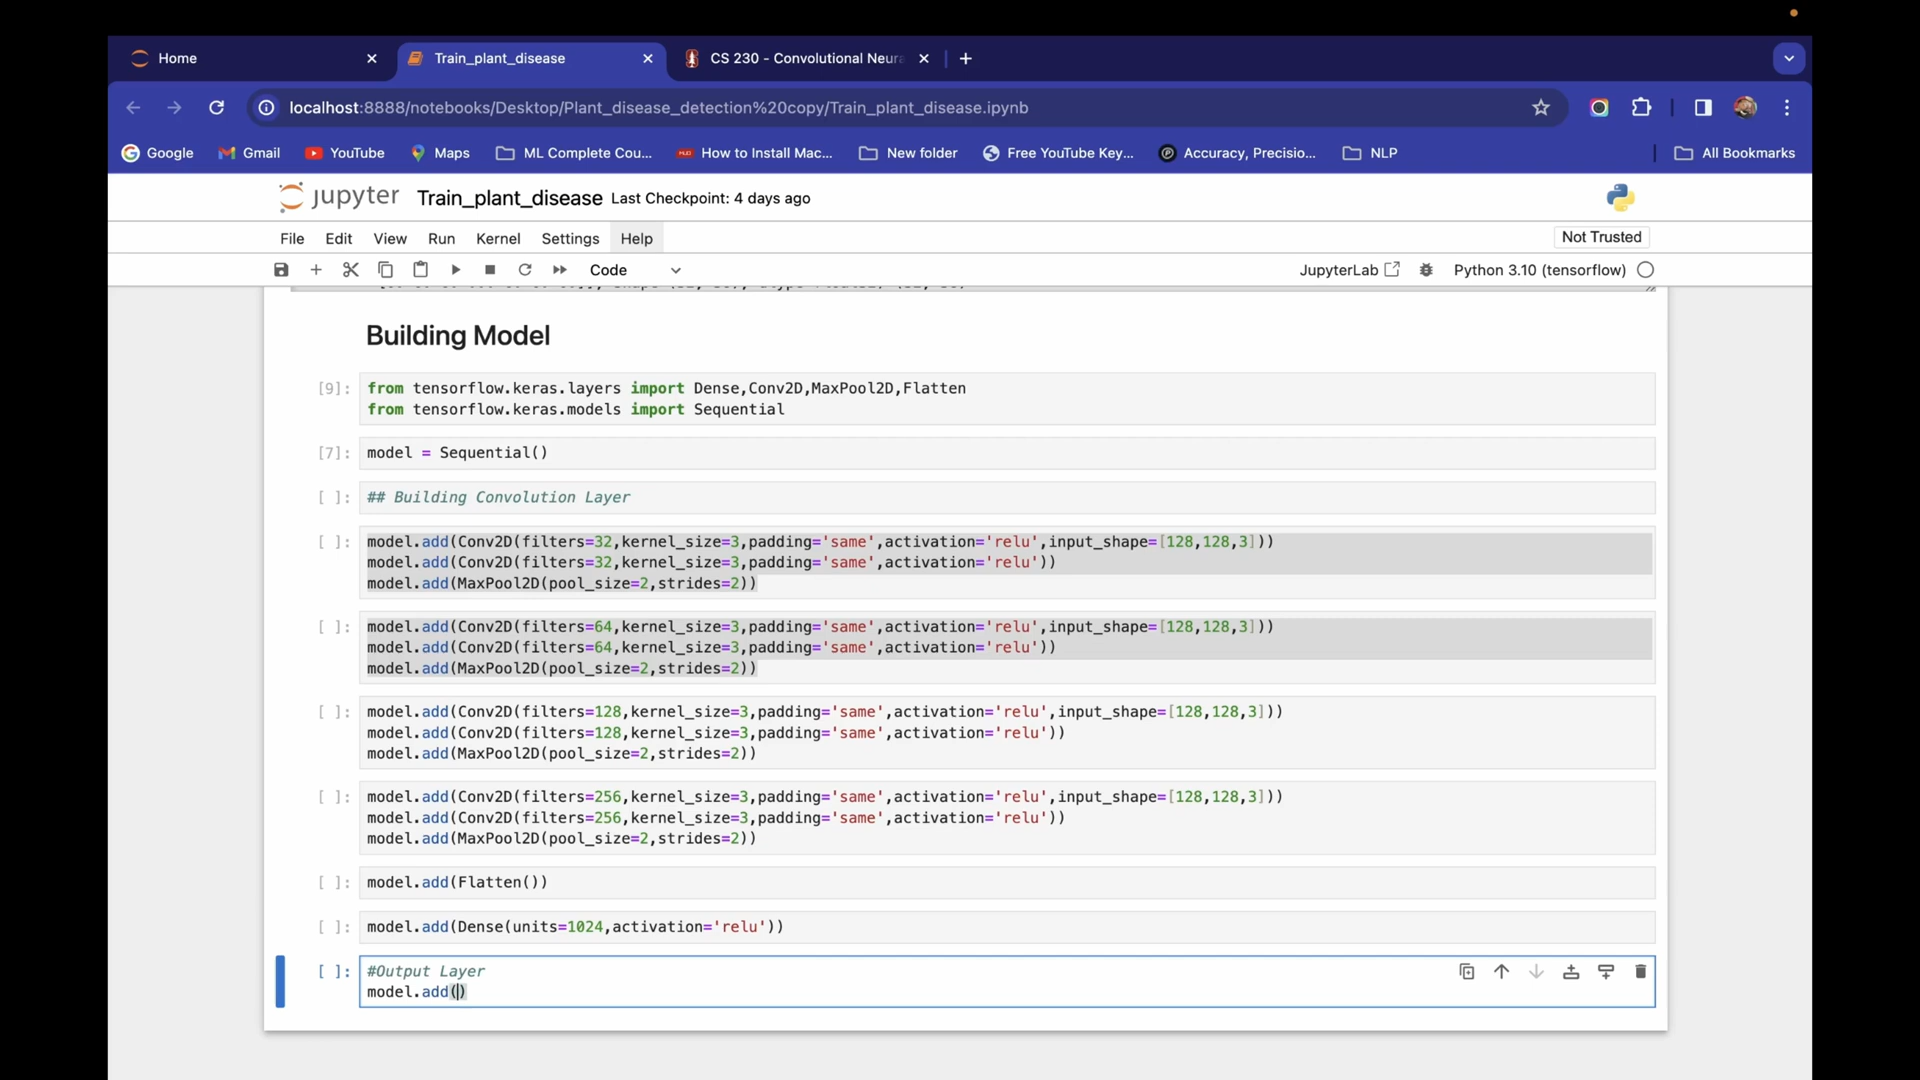 Home
Train_plant_disease
CS 230 - Convolutional Neura
localhost:8888/notebooks/Desktop/Plant_disease_detection%20copy/Train_plant_disease.ipynb
Google
Gmail
YouTube
Maps
ML Complete Cou...
How to Install Mac...
New folder
Free YouTube Key...
Accuracy, Precisio...
NLP
All Bookmarks
jupyter Train_plant_disease Last Checkpoint: 4 days ago
File Edit View Run Kernel Settings Help
Not Trusted
Code
JupyterLab
Python 3.10 (tensorflow)
Building Model
[9]: from tensorflow.keras.layers import Dense,Conv2D,MaxPool2D,Flatten
from tensorflow.keras.models import Sequential
[7]: model = Sequential()
[ ]: ## Building Convolution Layer
[ ]: model.add(Conv2D(filters=32,kernel_size=3,padding='same',activation='relu',input_shape=[128,128,3]))
model.add(Conv2D(filters=32,kernel_size=3,padding='same',activation='relu'))
model.add(MaxPool2D(pool_size=2,strides=2))
[ ]: model.add(Conv2D(filters=64,kernel_size=3,padding='same',activation='relu',input_shape=[128,128,3]))
model.add(Conv2D(filters=64,kernel_size=3,padding='same',activation='relu'))
model.add(MaxPool2D(pool_size=2,strides=2))
[ ]: model.add(Conv2D(filters=128,kernel_size=3,padding='same',activation='relu',input_shape=[128,128,3]))
model.add(Conv2D(filters=128,kernel_size=3,padding='same',activation='relu'))
model.add(MaxPool2D(pool_size=2,strides=2))
[ ]: model.add(Conv2D(filters=256,kernel_size=3,padding='same',activation='relu',input_shape=[128,128,3]))
model.add(Conv2D(filters=256,kernel_size=3,padding='same',activation='relu'))
model.add(MaxPool2D(pool_size=2,strides=2))
[ ]: model.add(Flatten())
[ ]: model.add(Dense(units=1024,activation='relu'))
[ ]: #Output Layer
model.add()